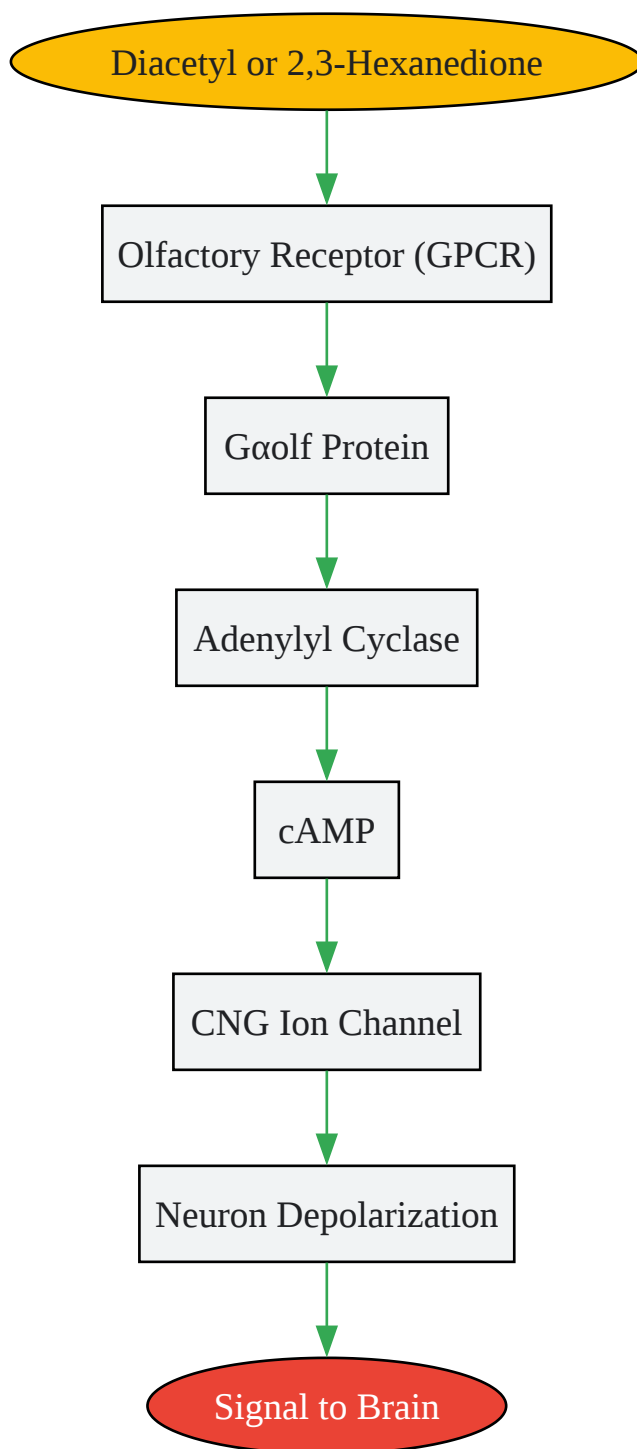 Diacetyl or 2,3-Hexanedione
Olfactory Receptor (GPCR)
Gαolf Protein
Adenylyl Cyclase
cAMP
CNG Ion Channel
Neuron Depolarization
Signal to Brain